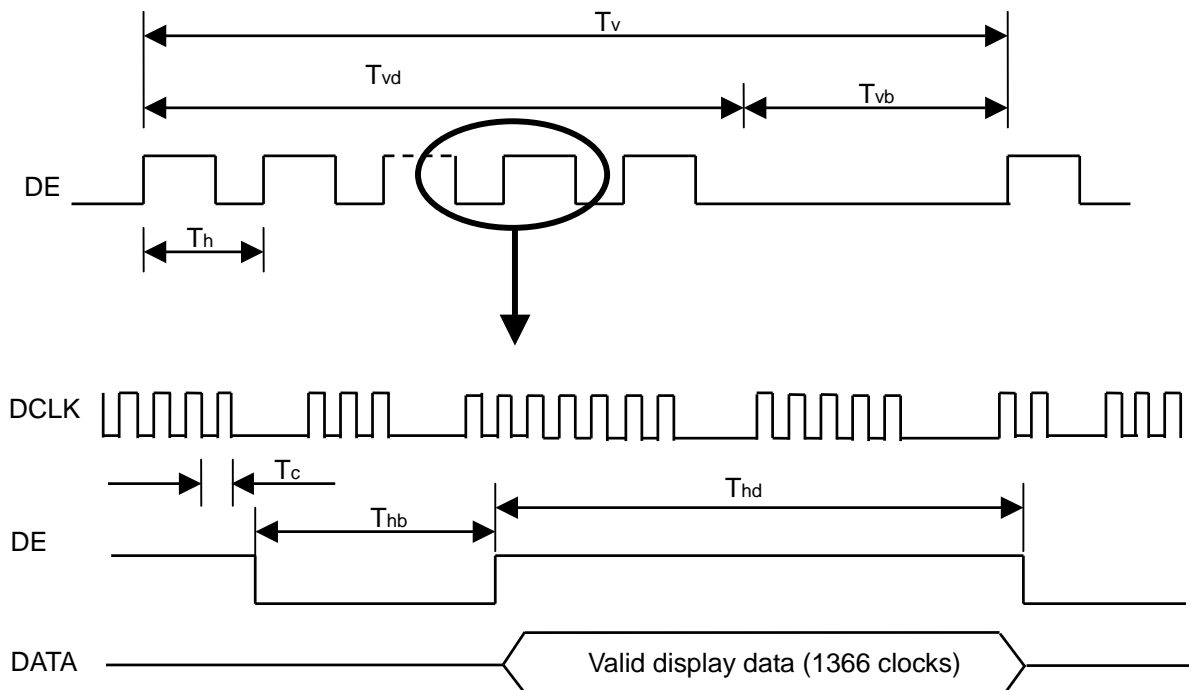 Tv
Tvd
Tvb
DE
Th
DCLK
Tc
Thd
Thb
DE
DATA
Valid display data (1366 clocks)